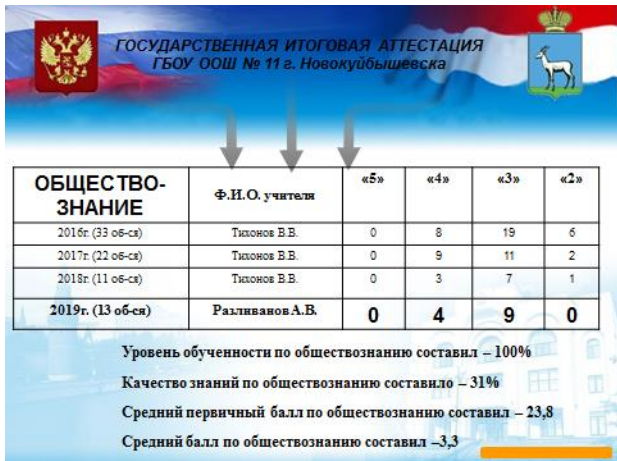 ГОСУДАРСТВЕННАЯ ИТОГОВАЯ АТТЕСТАЦИЯ
ГБОУ ООШ № 11 г. Новокуйбышевска
ОБЩЕСТВО-
ЗНАНИЕ
Ф.И.О. учителя «5» «4» «3» «2»
2016г. (33 об-ся) Тихонов В.В. 0 8 19 6
2017г. (22 об-ся) Тихонов В.В. 0 9 11 2
2018г. (11 об-ся) Тихонов В.В. 0 3 7 1
2019г. (13 об-ся) Разливанов А.В. 0 4 9 0
Уровень обученности по обществознанию составил – 100%
Качество знаний по обществознанию составило – 31%
Средний первичный балл по обществознанию составил – 23,8
Средний балл по обществознанию составил –3,3